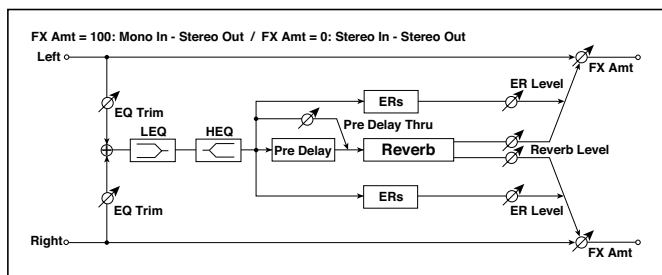 FX Amt = 100: Mono In - Stereo Out / FX Amt = 0: Stereo In - Stereo Out
Left
FX Amt
EQ Trim
ERs
ER Level
LEQ
HEQ
Pre Delay Thru
Pre Delay
Reverb
Reverb Level
EQ Trim
ERs
ER Level
Right
FX Amt